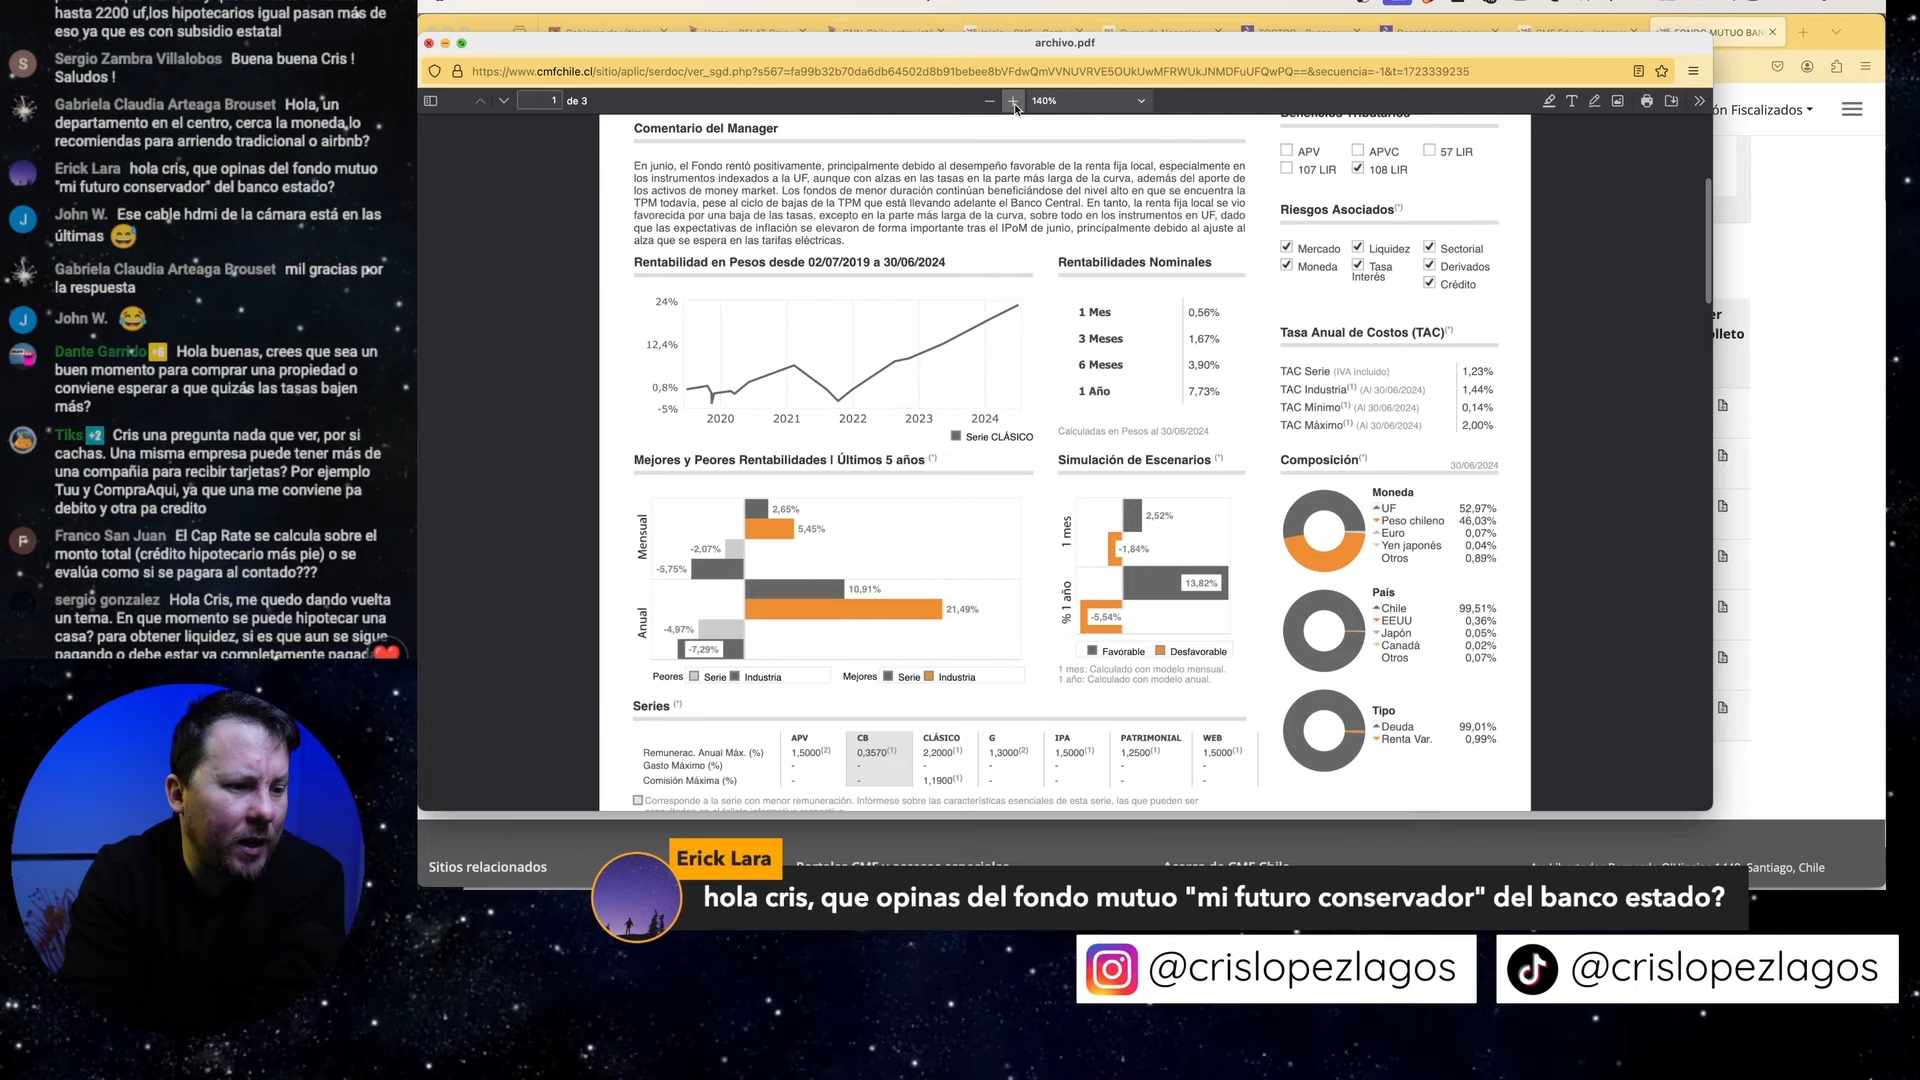 hasta 2200 uf,los hipotecarios igual pasan más de
eso ya que es con subsidio estatal
Sergio Zambra Villalobos Buena buena Cris !
Saludos !
Gabriela Claudia Arteaga Brouset Hola, un
departamento en el centro, cerca la moneda,lo
recomiendas para arriendo tradicional o airbnb?
Erick Lara hola cris, que opinas del fondo mutuo
"mi futuro conservador" del banco estado?
John W. Ese cable hdmi de la cámara está en las
últimas 😅
Gabriela Claudia Arteaga Brouset mil gracias por
la respuesta
John W. 😂
Dante Garrido +6 Hola buenas, crees que sea un
buen momento para comprar una propiedad o
conviene esperar a que quizás las tasas bajen
más?
Tiks +2 Cris una pregunta nada que ver, por si
cachas. Una misma empresa puede tener más de
una compañia para recibir tarjetas? Por ejemplo
Tuu y CompraAqui, ya que una me conviene pa
debito y otra pa credito
Franco San Juan El Cap Rate se calcula sobre el
monto total (crédito hipotecario más pie) o se
evalúa como si se pagara al contado???
sergio gonzalez Hola Cris, me quedo dando vuelta
un tema. En que momento se puede hipotecar una
casa? para obtener liquidez, si es que aun se sigue
pagando o debe estar ya completamente pagada
archivo.pdf
https://www.cmfchile.cl/sitio/aplic/serdoc/ver_sgd.php?s567=fa99b32b70da6db64502d8b91bebee8bVFdwQmVVNUVRVE5OUkUwMFRWUkJNMDFuUFQwPQ==&secuencia=-1&t=1723339235
1 de 3
140%
ón Fiscalizados
er
lleto
Comentario del Manager
En junio, el Fondo rentó positivamente, principalmente debido al desempeño favorable de la renta fija local, especialmente en
los instrumentos indexados a la UF, aunque con alzas en las tasas en la parte más larga de la curva, además del aporte de
los activos de money market. Los fondos de menor duración continúan beneficiándose del nivel alto en que se encuentra la
TPM todavía, pese al ciclo de bajas de la TPM que está llevando adelante el Banco Central. En tanto, la renta fija local se vio
favorecida por una baja de las tasas, excepto en la parte más larga de la curva, sobre todo en los instrumentos en UF, dado
que las expectativas de inflación se elevaron de forma importante tras el IPoM de junio, principalmente debido al ajuste al
alza que se espera en las tarifas eléctricas.
Beneficios Tributarios
APV APVC 57 LIR
107 LIR 108 LIR
Riesgos Asociados(*)
Mercado Liquidez Sectorial
Moneda Tasa Derivados
Interés
Crédito
Rentabilidad en Pesos desde 02/07/2019 a 30/06/2024
24%
12,4%
0,8%
-5%
2020 2021 2022 2023 2024
Serie CLÁSICO
Rentabilidades Nominales
1 Mes 0,56%
3 Meses 1,67%
6 Meses 3,90%
1 Año 7,73%
Calculadas en Pesos al 30/06/2024
Tasa Anual de Costos (TAC)(*)
TAC Serie (IVA incluido) 1,23%
TAC Industria(1) (Al 30/06/2024) 1,44%
TAC Mínimo(1) (Al 30/06/2024) 0,14%
TAC Máximo(1) (Al 30/06/2024) 2,00%
Mejores y Peores Rentabilidades | Últimos 5 años (*)
Mensual
2,65%
5,45%
-2,07%
-5,75%
Anual
10,91%
21,49%
-4,97%
-7,29%
Peores Serie Industria Mejores Serie Industria
Simulación de Escenarios (*)
1 mes
2,52%
-1,84%
% 1 año
13,82%
-5,54%
Favorable Desfavorable
1 mes: Calculado con modelo mensual.
1 año: Calculado con modelo anual.
Composición(*) 30/06/2024
Moneda
UF 52,97%
Peso chileno 46,03%
Euro 0,07%
Yen japonés 0,04%
Otros 0,89%
País
Chile 99,51%
EEUU 0,36%
Japón 0,05%
Canadá 0,02%
Otros 0,07%
Tipo
Deuda 99,01%
Renta Var. 0,99%
Series (*)
APV CB CLÁSICO G IPA PATRIMONIAL WEB
Remunerac. Anual Máx. (%) 1,5000(2) 0,3570(1) 2,2000(1) 1,3000(2) 1,5000(1) 1,2500(1) 1,5000(1)
Gasto Máximo (%) - - - - - - -
Comisión Máxima (%) - - 1,1900(1) - - - -
Corresponde a la serie con menor remuneración. Infórmese sobre las características esenciales de esta serie, las que pueden ser
Sitios relacionados
Santiago, Chile
Erick Lara
hola cris, que opinas del fondo mutuo "mi futuro conservador" del banco estado?
@crislopezlagos
@crislopezlagos